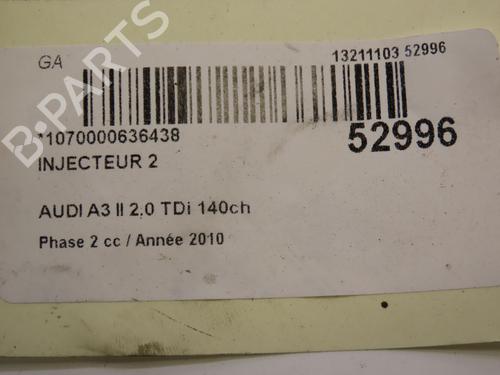 GA
13211103 52996
*11070000636438
52996
INJECTEUR 2
AUDI A3 II 2.0 TDi 140ch
Phase 2 cc / Année 2010
B-PARTS